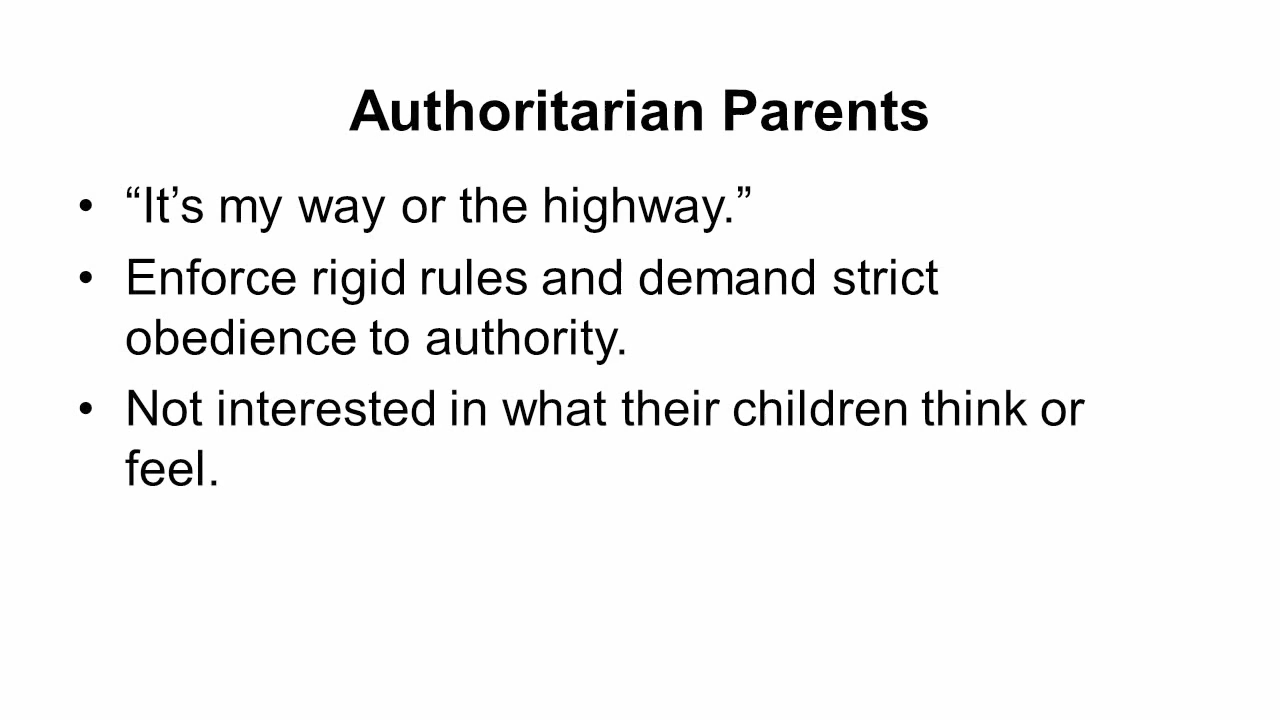 Authoritarian Parents
• “It’s my way or the highway.”
• Enforce rigid rules and demand strict
obedience to authority.
• Not interested in what their children think or
feel.